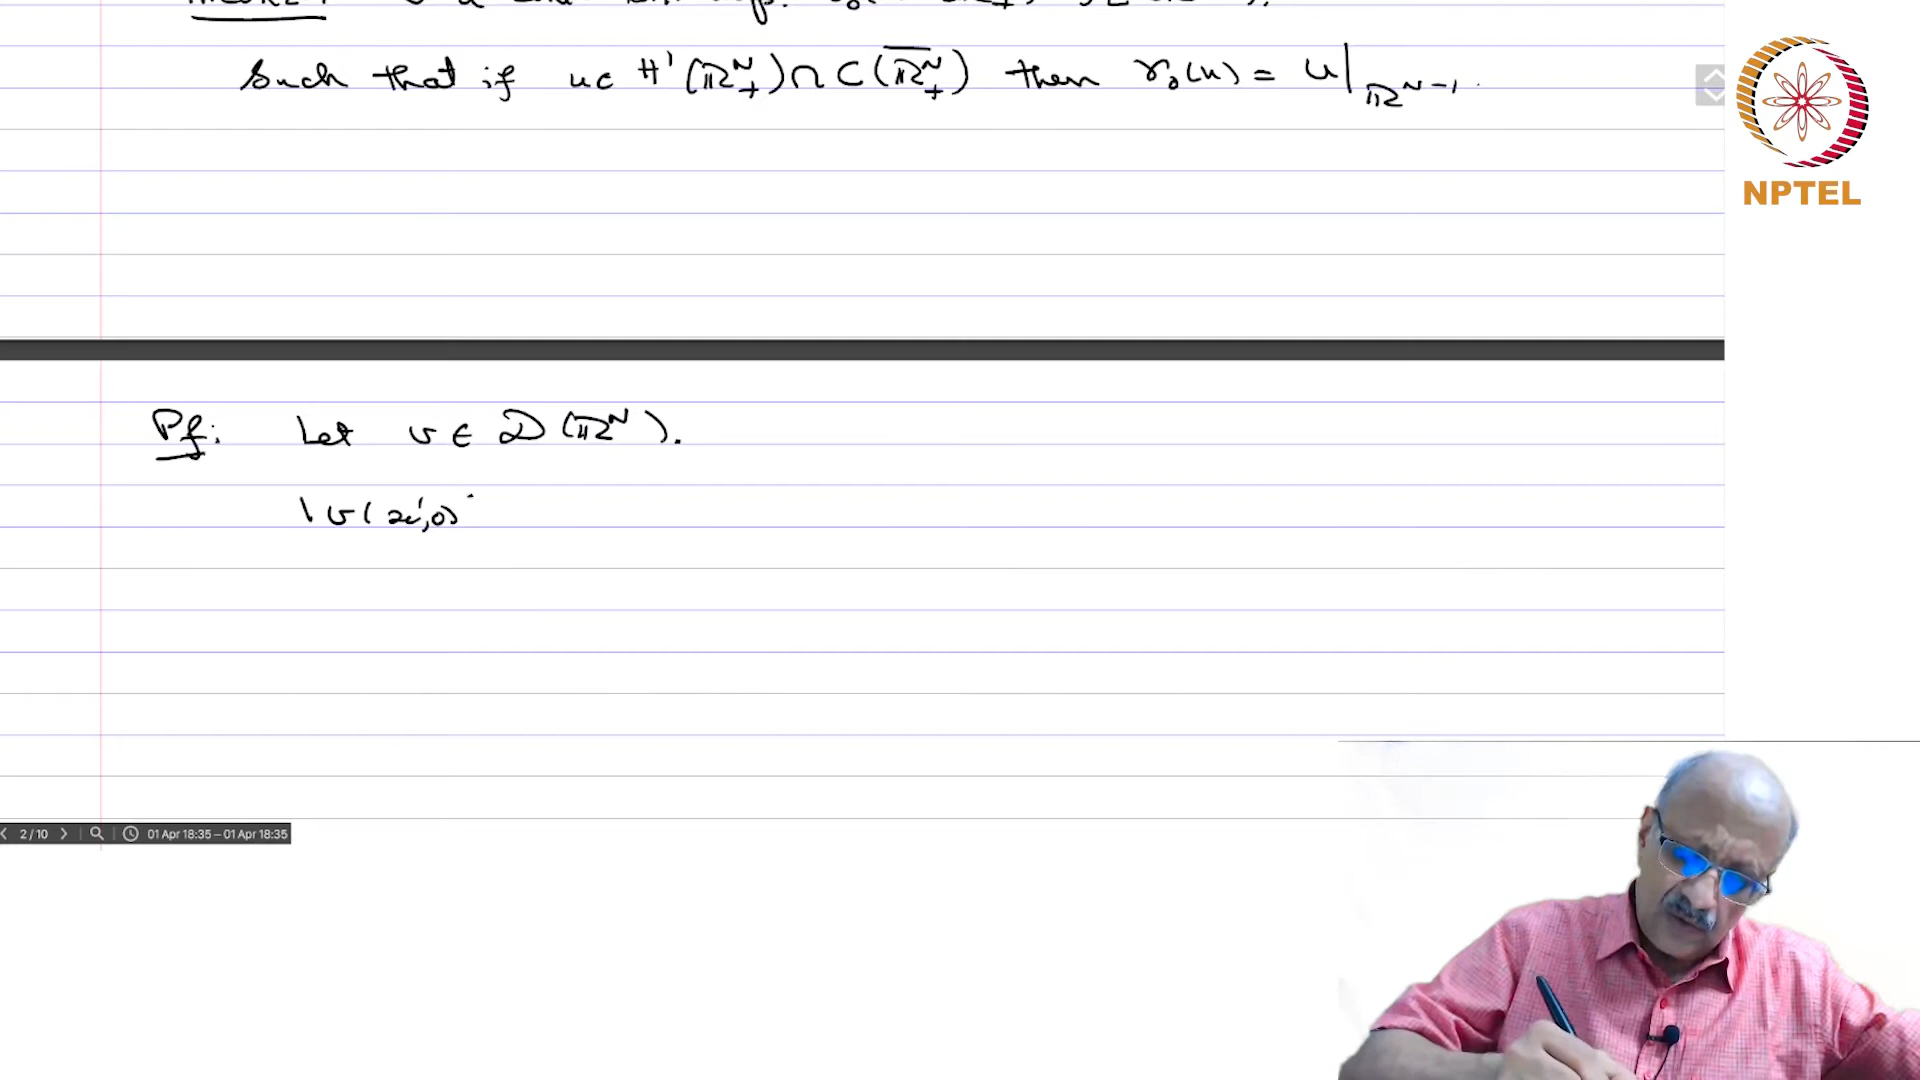 Such that if u ∈ H¹(ℝᴺ₊) ∩ C(ℝ̅ᴺ₊) then γ₀(u) = u|ℝᴺ⁻¹.
NPTEL
Pf: Let v ∈ 𝒟(ℝᴺ).
|v(x',0)
2/10 01 Apr 18:35 – 01 Apr 18:35